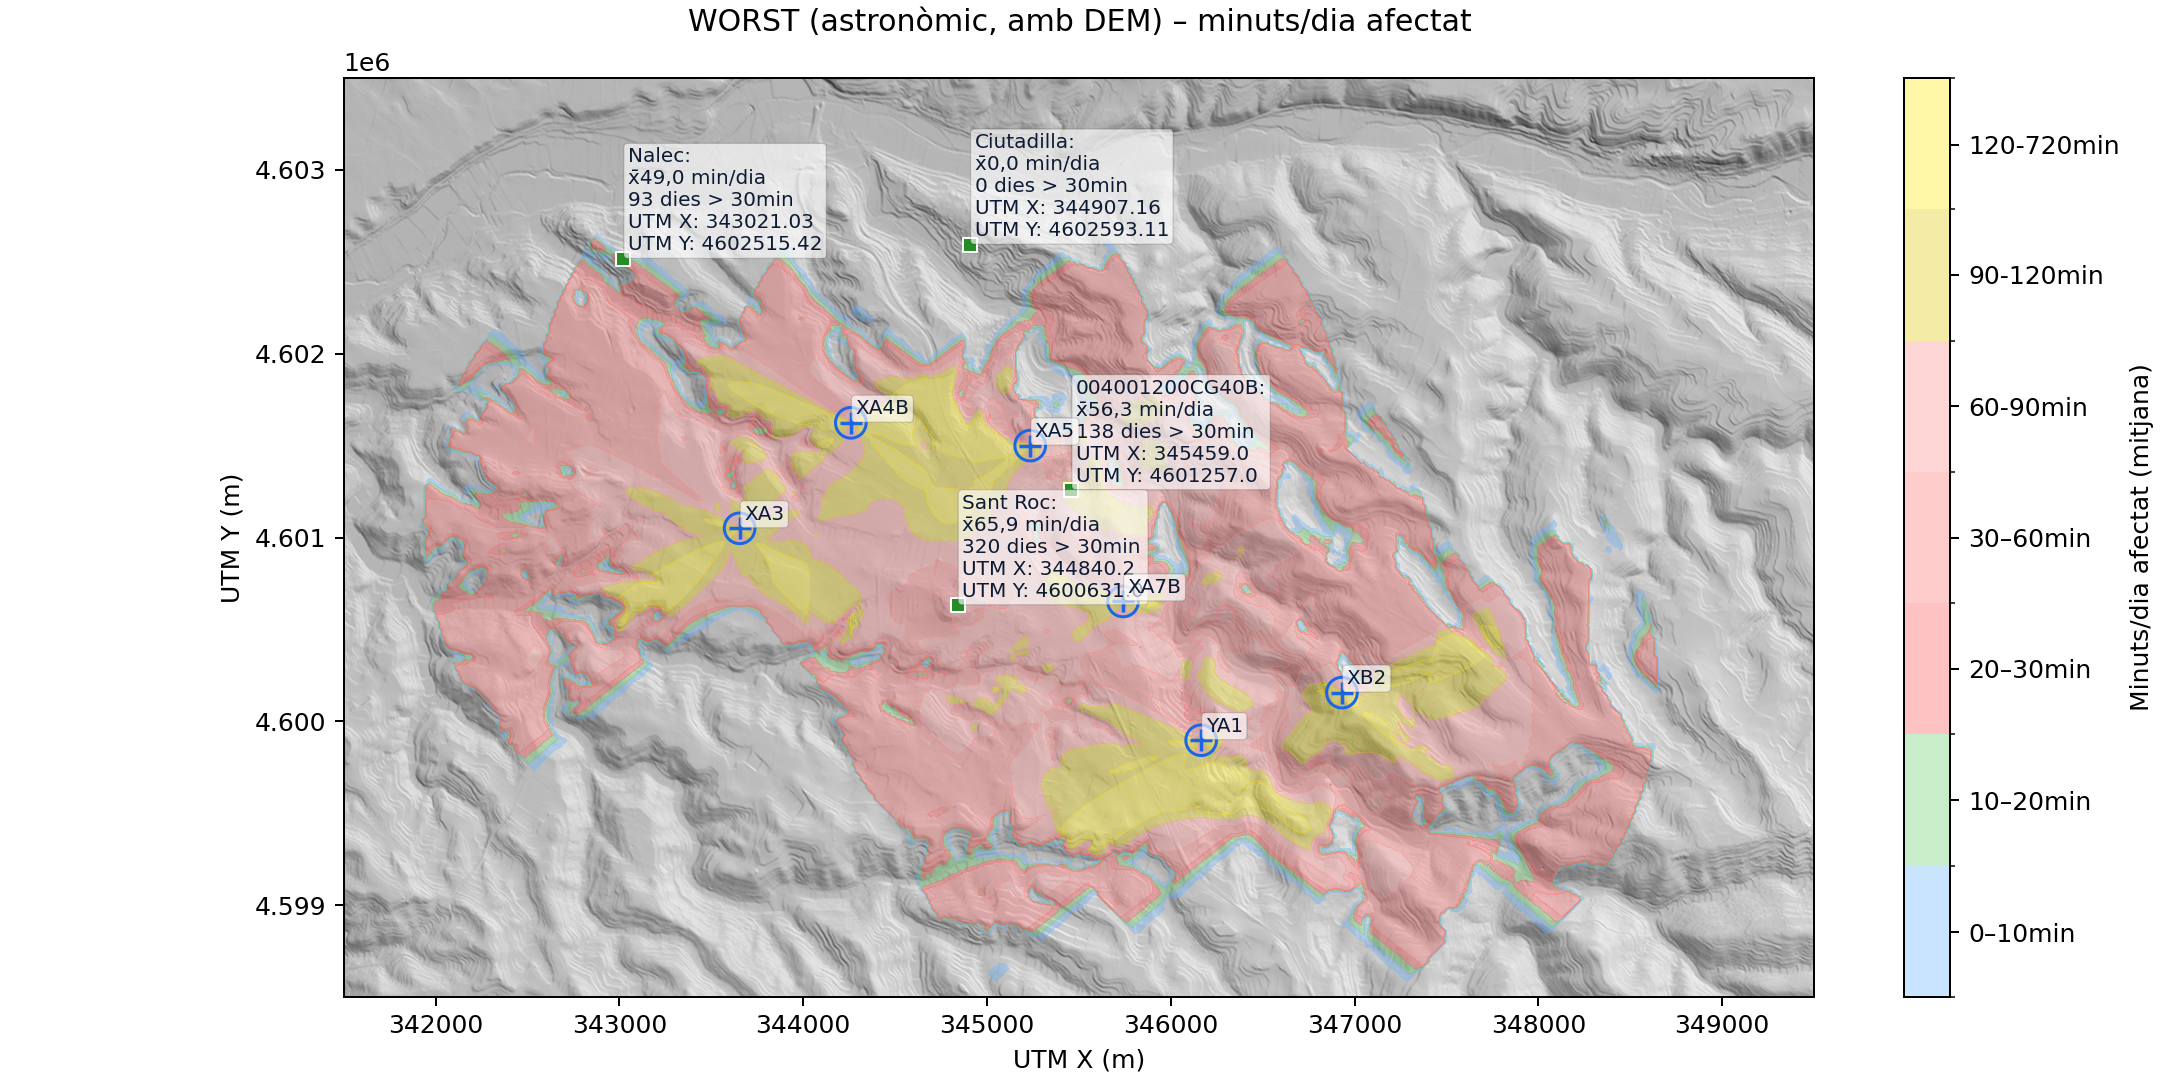 WORST (astronòmic, amb DEM) – minuts/dia afectat
1e6
4.603
4.602
4.601
4.600
4.599
UTM Y (m)
342000
343000
344000
345000
346000
347000
348000
349000
UTM X (m)
Nalec:
x̄49,0 min/dia
93 dies > 30min
UTM X: 343021.03
UTM Y: 4602515.42
Ciutadilla:
x̄0,0 min/dia
0 dies > 30min
UTM X: 344907.16
UTM Y: 4602593.11
004001200CG40B:
x̄56,3 min/dia
138 dies > 30min
UTM X: 345459.0
UTM Y: 4601257.0
Sant Roc:
x̄65,9 min/dia
320 dies > 30min
UTM X: 344840.2
UTM Y: 4600631
XA4B
XA5
XA3
XA7B
XB2
YA1
120-720min
90-120min
60-90min
30–60min
20–30min
10–20min
0–10min
Minuts/dia afectat (mitjana)